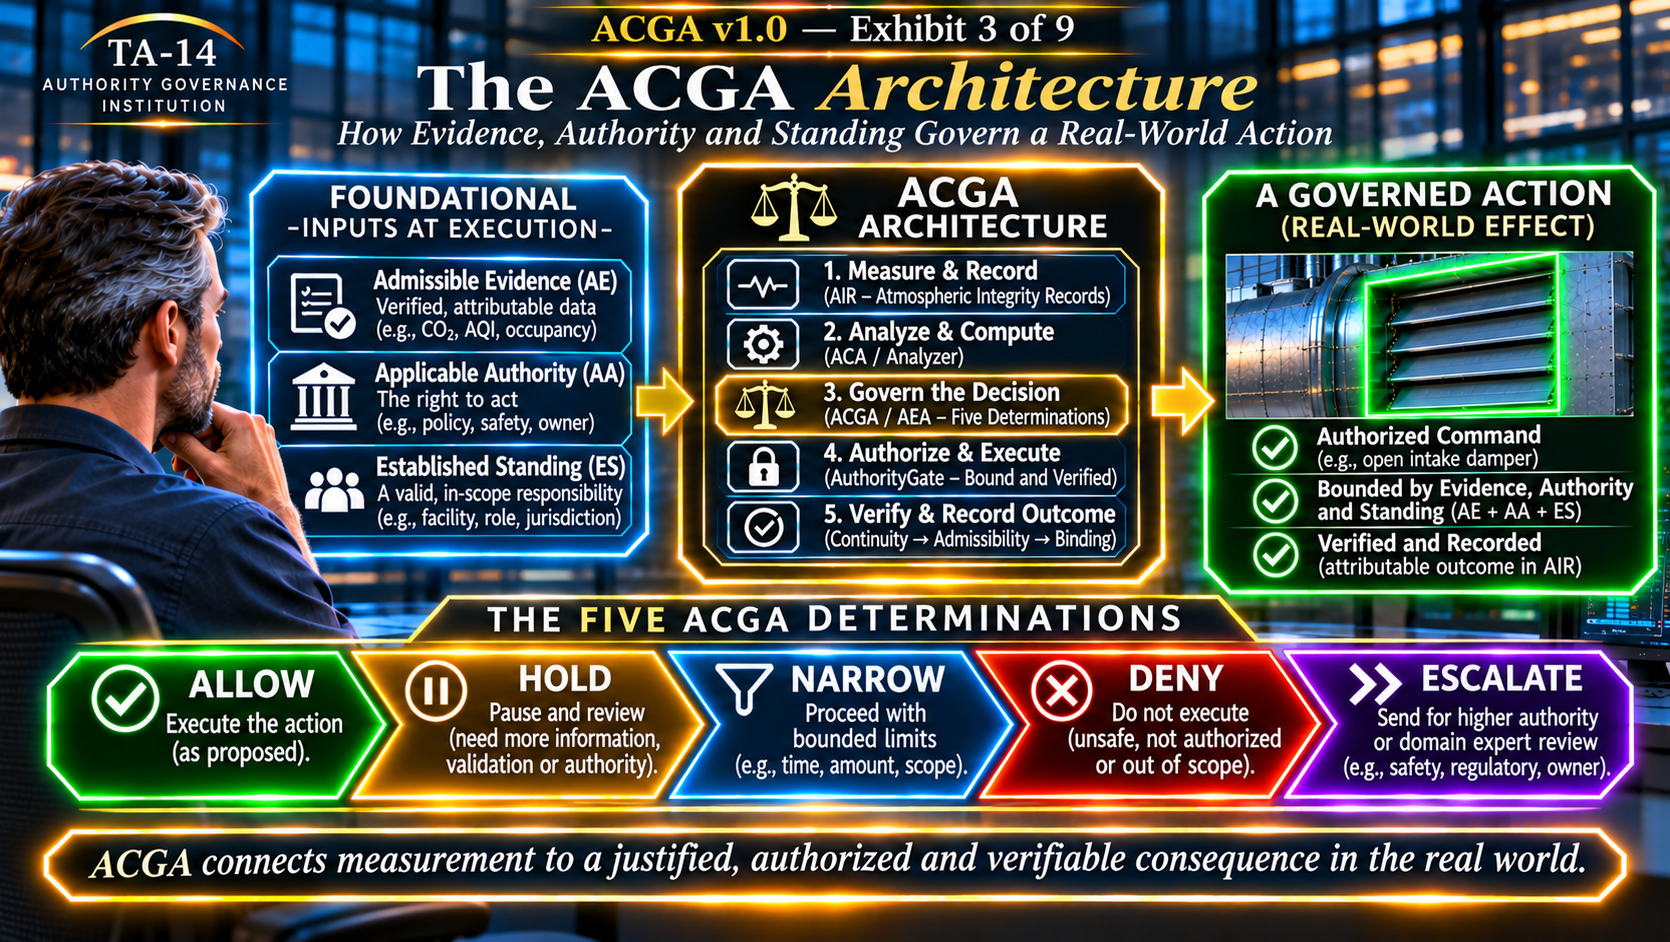 TA-14
AUTHORITY GOVERNANCE
INSTITUTION
ACGA v1.0 — Exhibit 3 of 9
The ACGA Architecture
How Evidence, Authority and Standing Govern a Real-World Action
FOUNDATIONAL
–INPUTS AT EXECUTION–
Admissible Evidence (AE)
Verified, attributable data
(e.g., CO₂, AQI, occupancy)
Applicable Authority (AA)
The right to act
(e.g., policy, safety, owner)
Established Standing (ES)
A valid, in-scope responsibility
(e.g., facility, role, jurisdiction)
ACGA
ARCHITECTURE
1. Measure & Record
(AIR – Atmospheric Integrity Records)
2. Analyze & Compute
(ACA / Analyzer)
3. Govern the Decision
(ACGA / AEA – Five Determinations)
4. Authorize & Execute
(AuthorityGate – Bound and Verified)
5. Verify & Record Outcome
(Continuity → Admissibility → Binding)
A GOVERNED ACTION
(REAL-WORLD EFFECT)
Authorized Command
(e.g., open intake damper)
Bounded by Evidence, Authority
and Standing (AE + AA + ES)
Verified and Recorded
(attributable outcome in AIR)
THE FIVE ACGA DETERMINATIONS
ALLOW
Execute the action
(as proposed).
HOLD
Pause and review
(need more information,
validation or authority).
NARROW
Proceed with
bounded limits
(e.g., time, amount, scope).
DENY
Do not execute
(unsafe, not authorized
or out of scope).
ESCALATE
Send for higher authority
or domain expert review
(e.g., safety, regulatory, owner).
ACGA connects measurement to a justified, authorized and verifiable consequence in the real world.